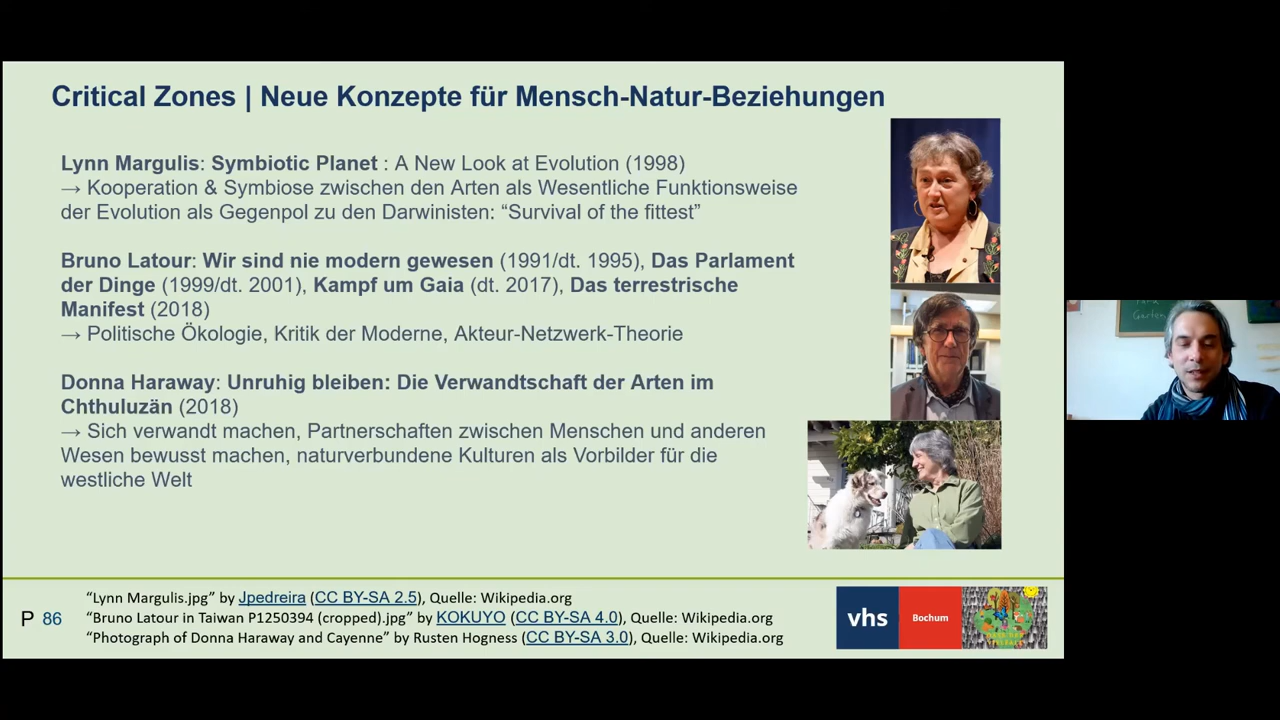 Critical Zones | Neue Konzepte für Mensch-Natur-Beziehungen
Lynn Margulis: Symbiotic Planet : A New Look at Evolution (1998)
→ Kooperation & Symbiose zwischen den Arten als Wesentliche Funktionsweise
der Evolution als Gegenpol zu den Darwinisten: “Survival of the fittest”
Bruno Latour: Wir sind nie modern gewesen (1991/dt. 1995), Das Parlament
der Dinge (1999/dt. 2001), Kampf um Gaia (dt. 2017), Das terrestrische
Manifest (2018)
→ Politische Ökologie, Kritik der Moderne, Akteur-Netzwerk-Theorie
Donna Haraway: Unruhig bleiben: Die Verwandtschaft der Arten im
Chthuluzän (2018)
→ Sich verwandt machen, Partnerschaften zwischen Menschen und anderen
Wesen bewusst machen, naturverbundene Kulturen als Vorbilder für die
westliche Welt
Garten
P 86
“Lynn Margulis.jpg” by Jpedreira (CC BY-SA 2.5), Quelle: Wikipedia.org
“Bruno Latour in Taiwan P1250394 (cropped).jpg” by KOKUYO (CC BY-SA 4.0), Quelle: Wikipedia.org
“Photograph of Donna Haraway and Cayenne” by Rusten Hogness (CC BY-SA 3.0), Quelle: Wikipedia.org
vhs
Bochum